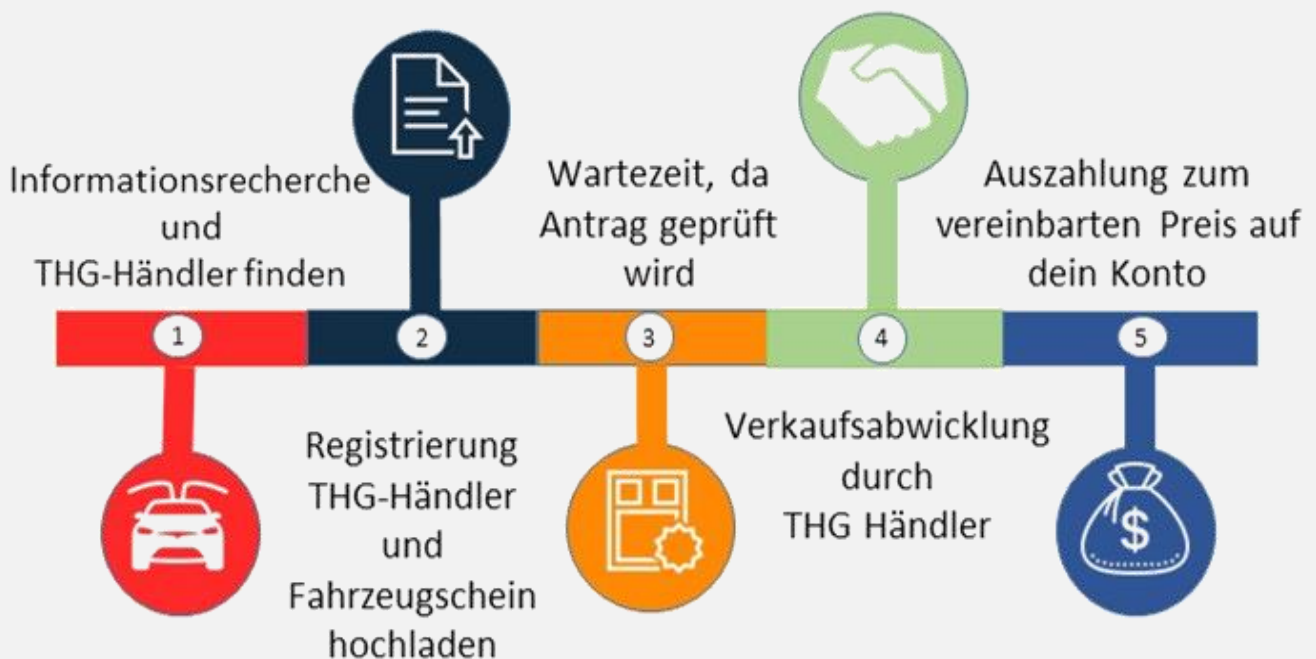 Informationsrecherche
und
THG-Händler finden
1
2
Registrierung
THG-Händler
und
Fahrzeugschein
hochladen
Wartezeit, da
Antrag geprüft
wird
3
4
Verkaufsabwicklung
durch
THG Händler
Auszahlung zum
vereinbarten Preis auf
dein Konto
5
$